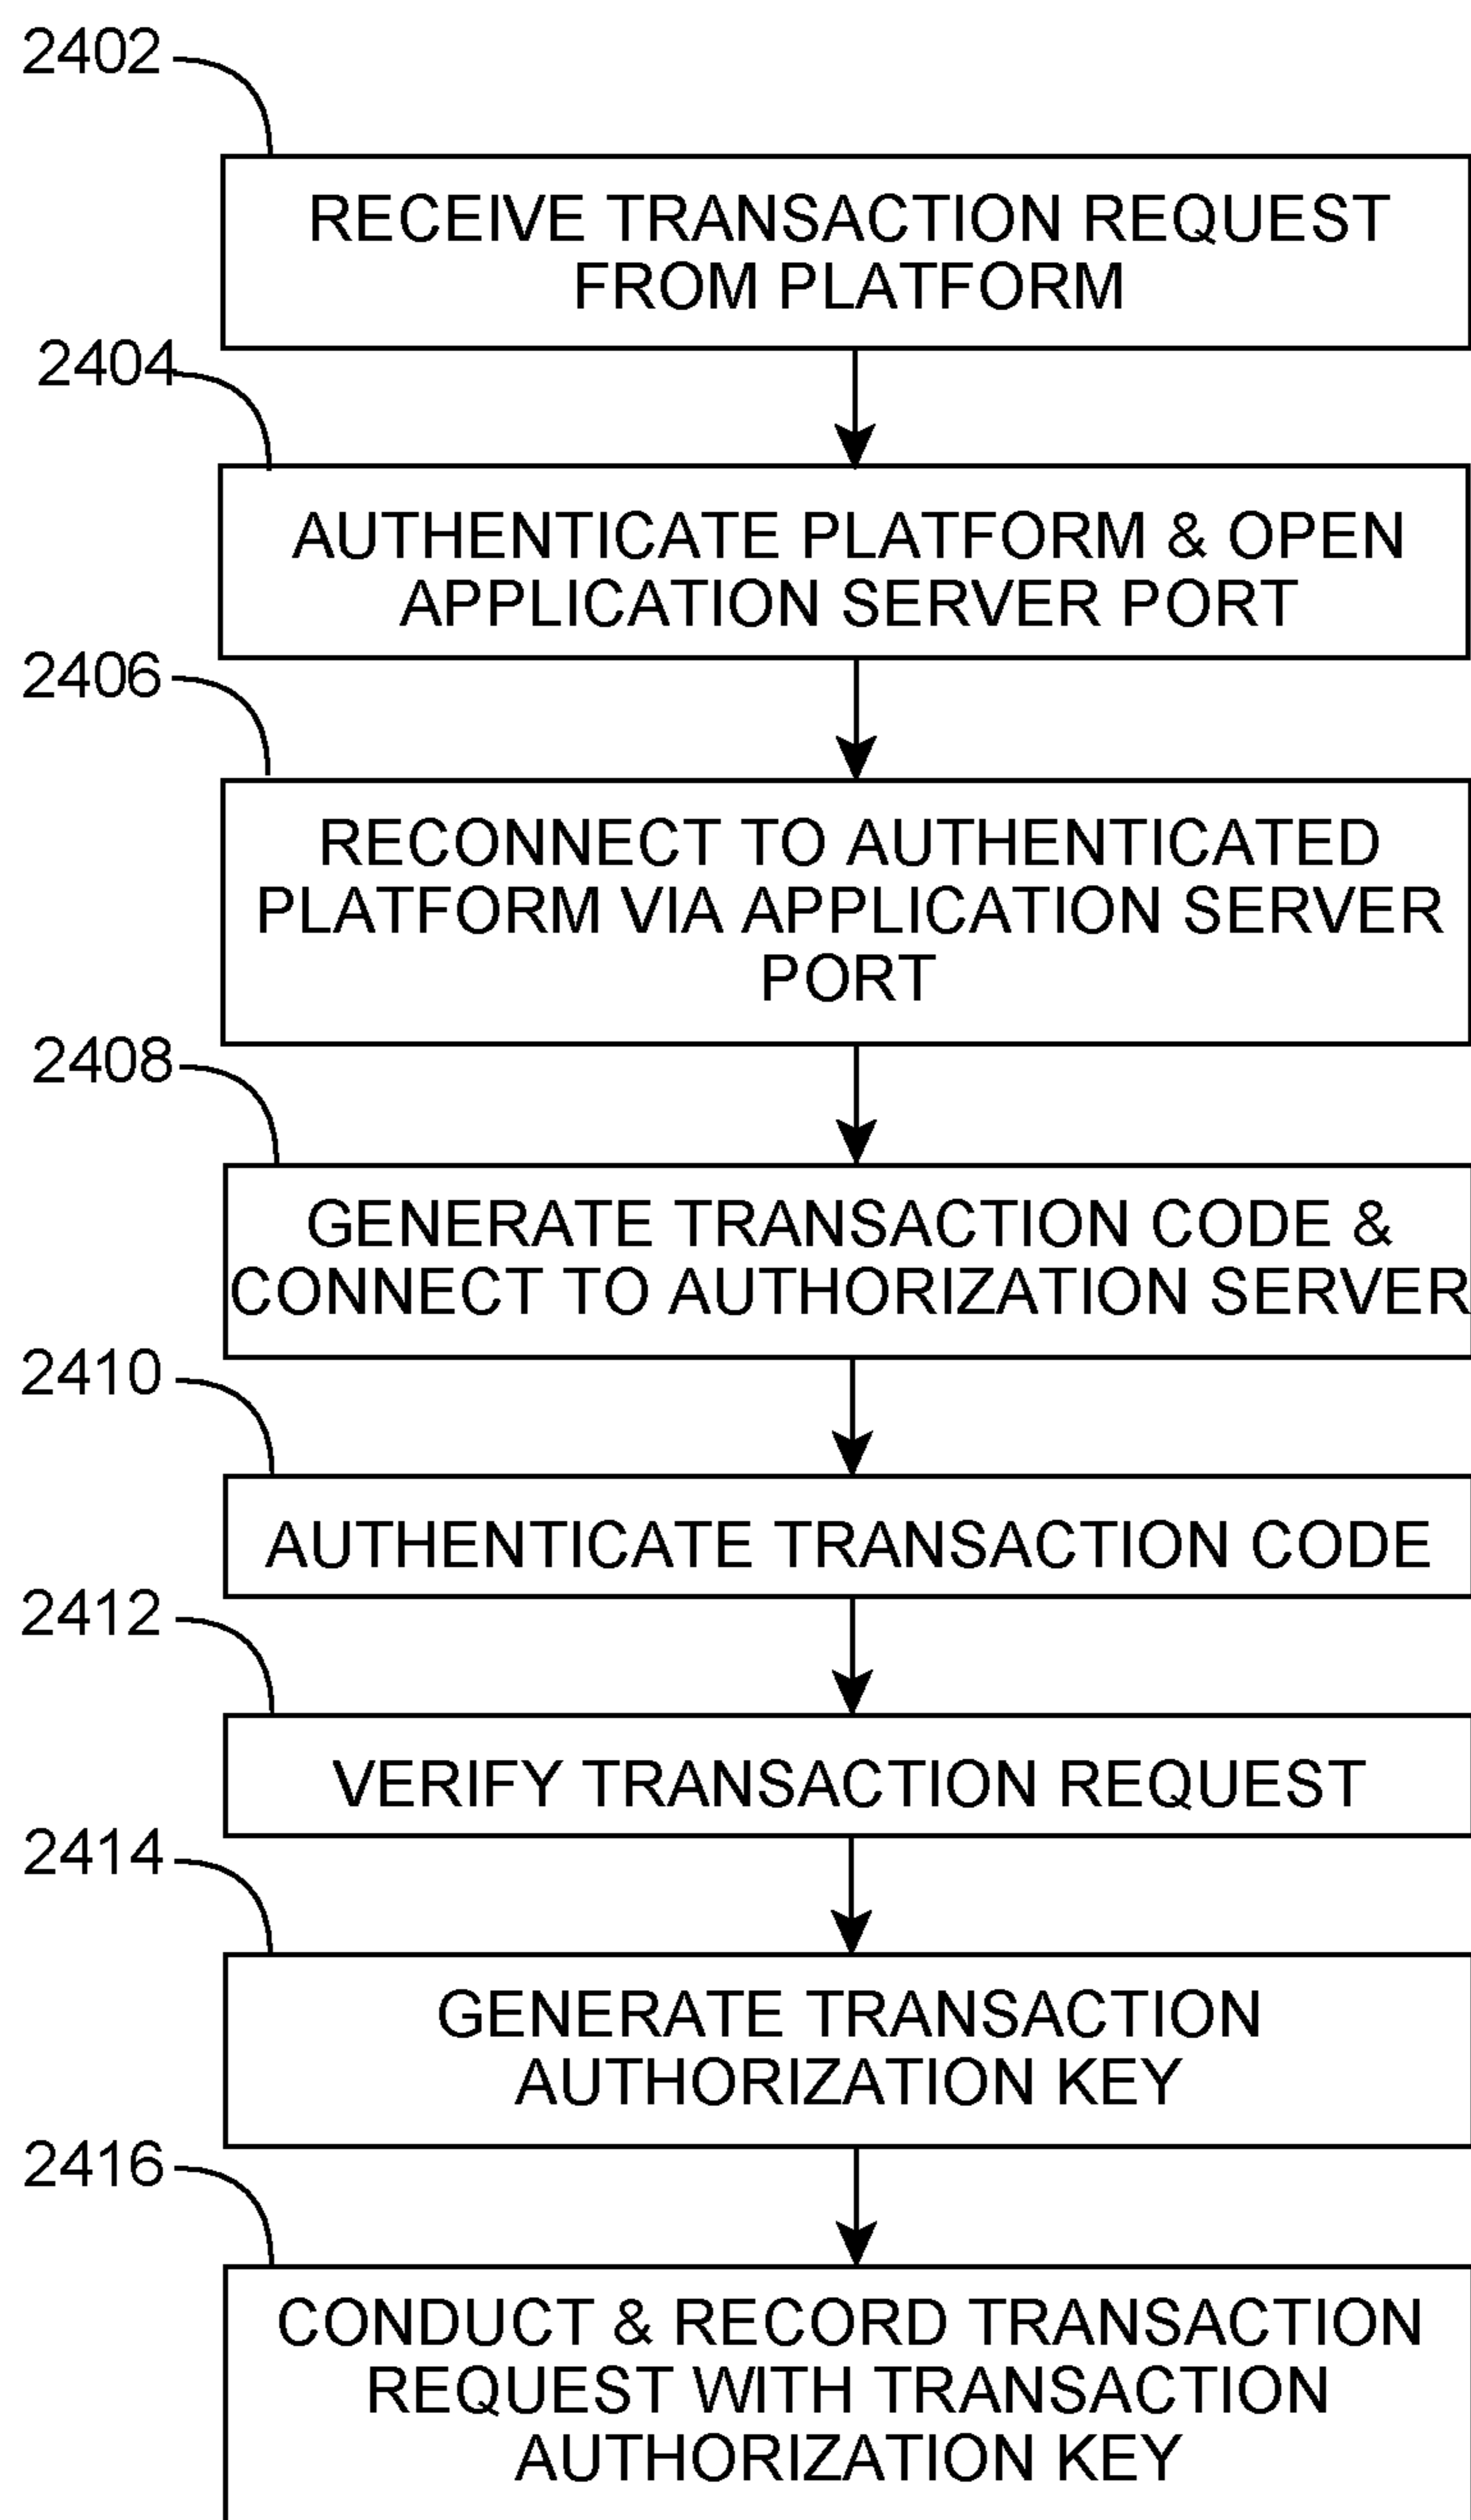 2402
RECEIVE TRANSACTION REQUEST
FROM PLATFORM
2404
AUTHENTICATE PLATFORM & OPEN
APPLICATION SERVER PORT
2406
RECONNECT TO AUTHENTICATED
PLATFORM VIA APPLICATION SERVER
PORT
2408
GENERATE TRANSACTION CODE &
CONNECT TO AUTHORIZATION SERVER
2410
AUTHENTICATE TRANSACTION CODE
2412
VERIFY TRANSACTION REQUEST
2414
GENERATE TRANSACTION
AUTHORIZATION KEY
2416
CONDUCT & RECORD TRANSACTION
REQUEST WITH TRANSACTION
AUTHORIZATION KEY